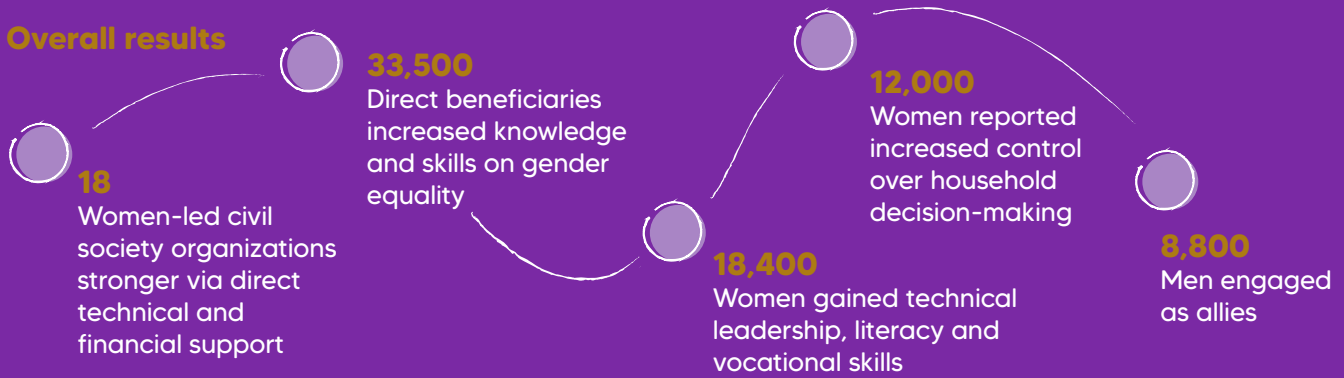 Overall results
18
Women-led civil
society organizations
stronger via direct
technical and
financial support
33,500
Direct beneficiaries
increased knowledge
and skills on gender
equality
18,400
Women gained technical
leadership, literacy and
vocational skills
12,000
Women reported
increased control
over household
decision-making
8,800
Men engaged
as allies